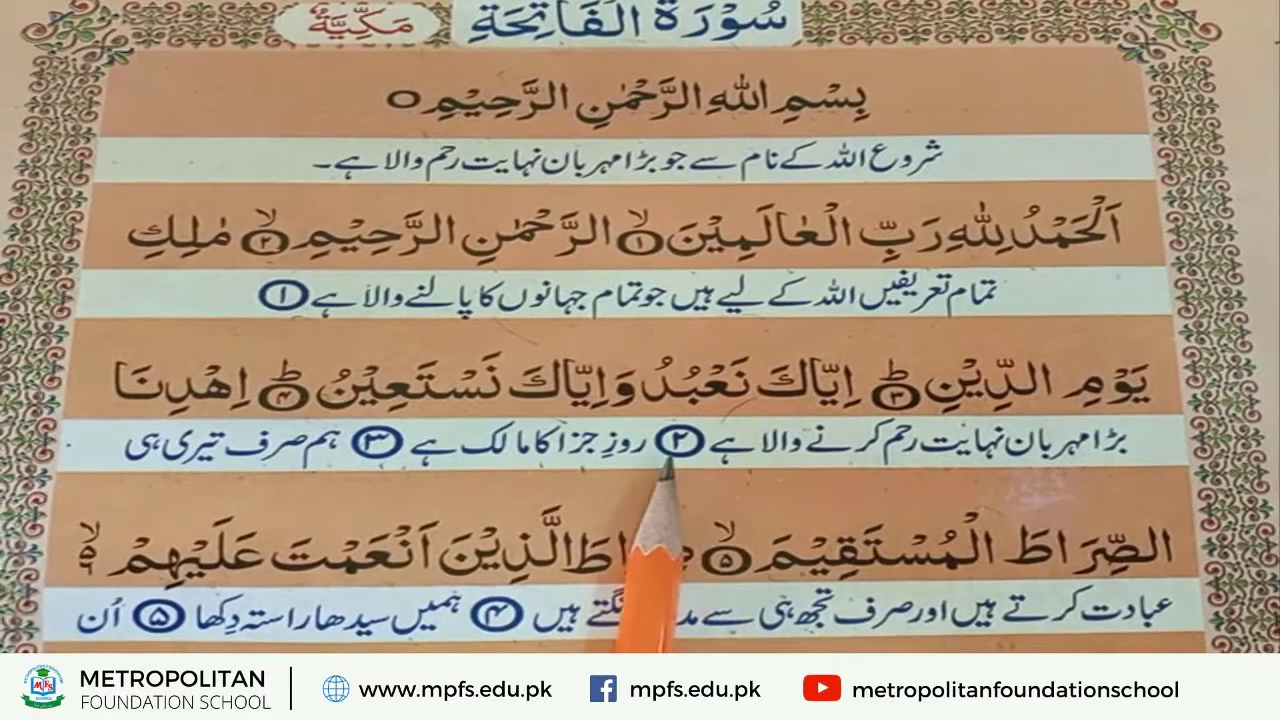 سُوْرَةُ الْفَاتِحَةِ مَکِّيَّةٌ
بِسْمِ اللّٰهِ الرَّحْمٰنِ الرَّحِيْمِ ○
شروع اللہ کے نام سے جو بڑا مہربان نہایت رحم والا ہے۔
اَلْحَمْدُ لِلّٰهِ رَبِّ الْعٰلَمِيْنَ ۙ﴿۱﴾ الرَّحْمٰنِ الرَّحِيْمِ ۙ﴿۲﴾ مٰلِكِ
تمام تعریفیں اللہ کے لیے ہیں جو تمام جہانوں کا پالنے والا ہے ﴿۱﴾
يَوْمِ الدِّيْنِ ؕ﴿۳﴾ اِيَّاكَ نَعْبُدُ وَاِيَّاكَ نَسْتَعِيْنُ ؕ﴿۴﴾ اِهْدِنَا
بڑا مہربان نہایت رحم کرنے والا ہے ﴿۲﴾ روزِ جزا کا مالک ہے ﴿۳﴾ ہم صرف تیری ہی
الصِّرَاطَ الْمُسْتَقِيْمَ ۙ﴿۵﴾ الَّذِيْنَ اَنْعَمْتَ عَلَيْهِمْ ۙ
عبادت کرتے ہیں اور صرف تجھ ہی سے ہیں ﴿۴﴾ ہمیں سیدھا راستہ دِکھا ﴿۵﴾ اُن
METROPOLITAN
FOUNDATION SCHOOL
www.mpfs.edu.pk
mpfs.edu.pk
metropolitanfoundationschool